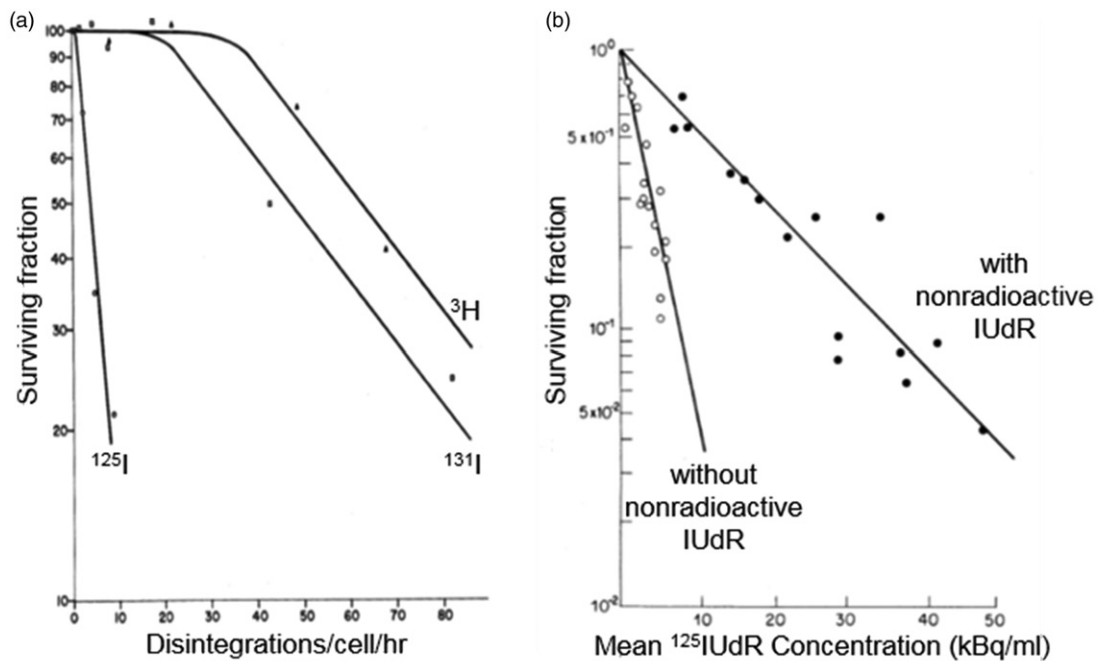 (a)
Surviving fraction
100
90
80
70
60
50
40
30
20
10
0 10 20 30 40 50 60 70 80
Disintegrations/cell/hr
³H
¹²⁵I
¹³¹I
(b)
Surviving fraction
10⁰
5x10⁻¹
10⁻¹
5x10⁻²
10⁻²
10 20 30 40 50
Mean ¹²⁵IUdR Concentration (kBq/ml)
with
nonradioactive
IUdR
without
nonradioactive
IUdR